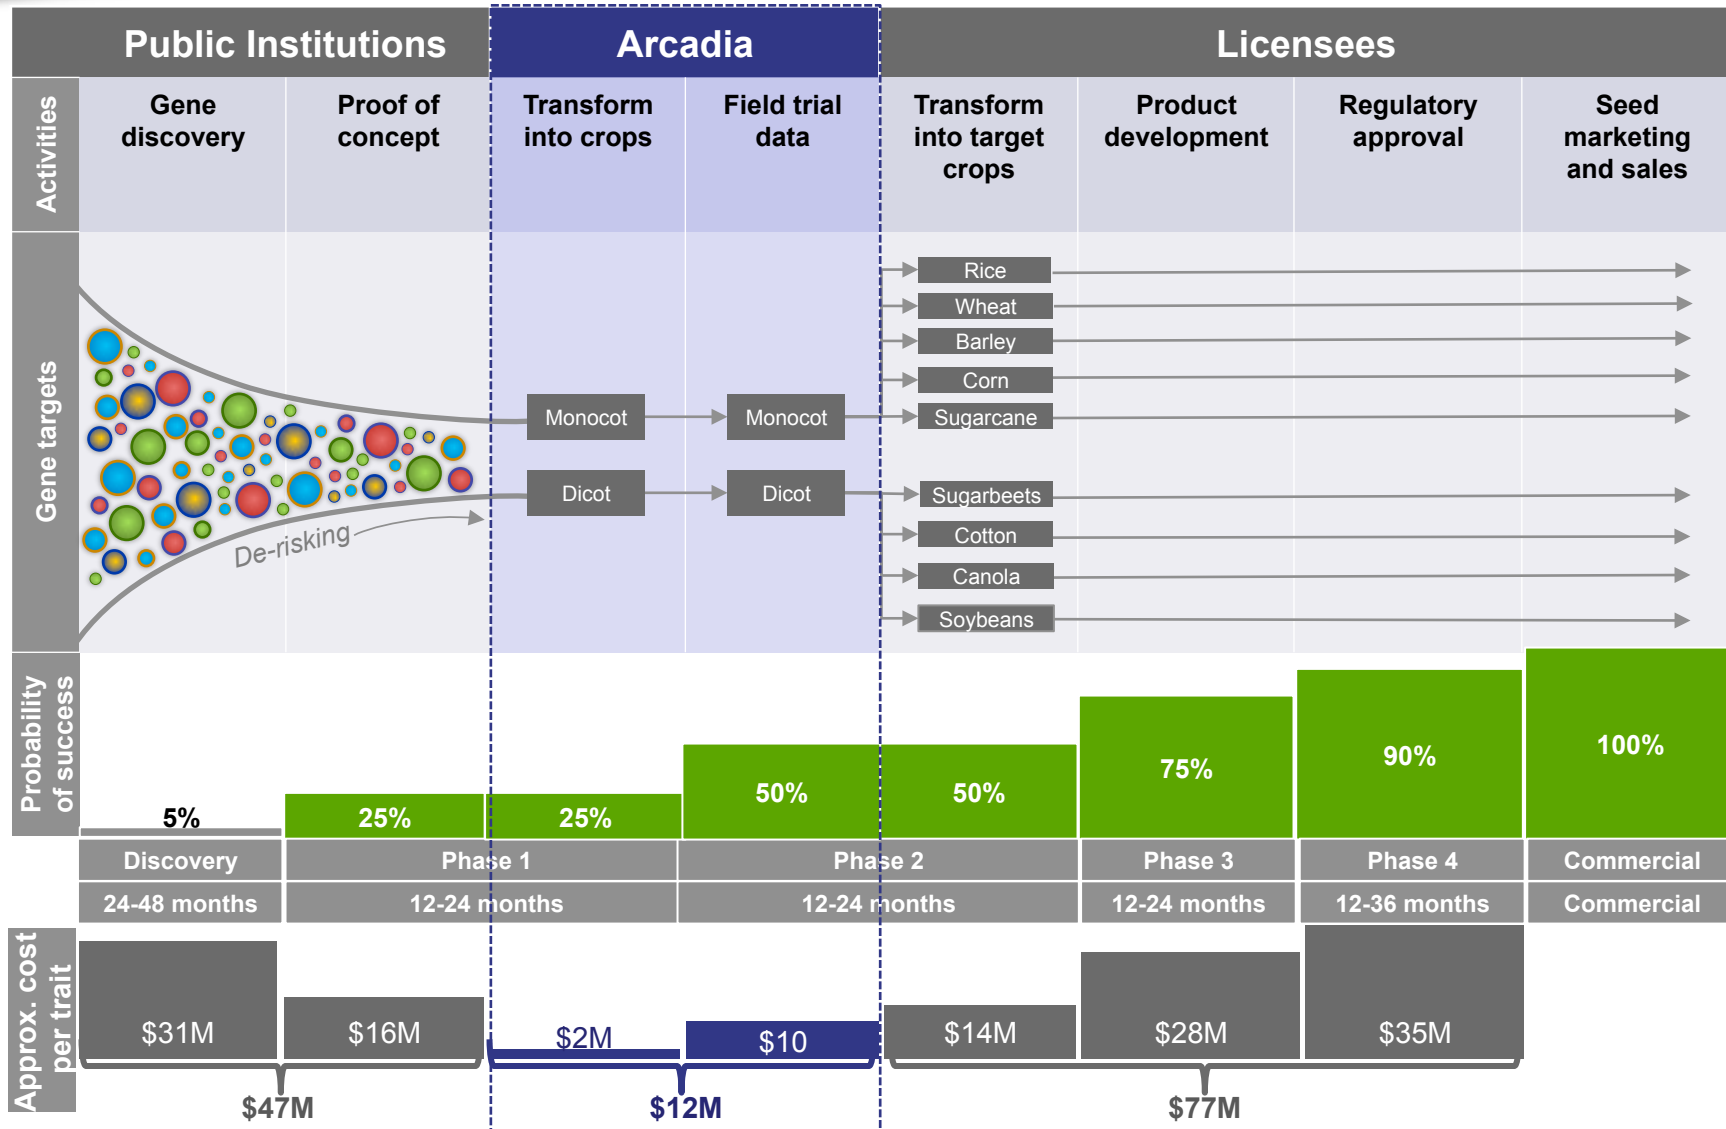 Public Institutions
Arcadia
Licensees
Activities
Gene
discovery
Proof of
concept
Transform
into crops
Field trial
data
Transform
into target
crops
Product
development
Regulatory
approval
Seed
marketing
and sales
Gene targets
De-risking
Monocot
Monocot
Dicot
Dicot
Rice
Wheat
Barley
Corn
Sugarcane
Sugarbeets
Cotton
Canola
Soybeans
Probability
of success
5%
25%
25%
50%
50%
75%
90%
100%
Discovery
Phase 1
Phase 2
Phase 3
Phase 4
Commercial
24-48 months
12-24 months
12-24 months
12-24 months
12-36 months
Commercial
Approx. cost
per trait
$31M
$16M
$2M
$10
$14M
$28M
$35M
$47M
$12M
$77M